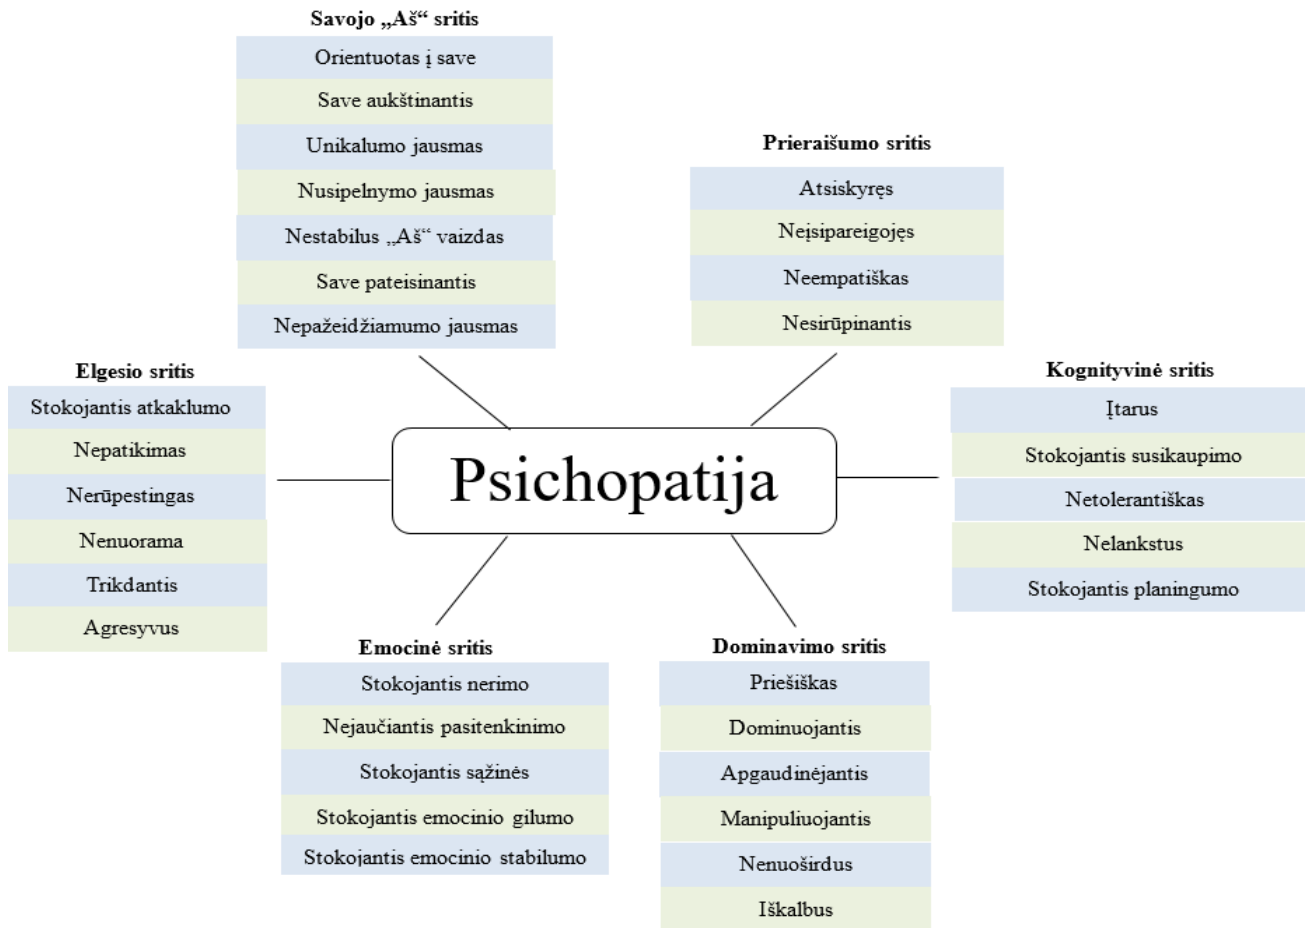 Savojo „Aš“ sritis
Orientuotas į save
Save aukštinantis
Unikalumo jausmas
Nusipelnymo jausmas
Nestabilus „Aš“ vaizdas
Save pateisinantis
Nepažeidžiamumo jausmas
Prieraišumo sritis
Atsiskyręs
Neįsipareigojęs
Neempatiškas
Nesirūpinantis
Elgesio sritis
Stokojantis atkaklumo
Nepatikimas
Nerūpestingas
Nenuorama
Trikdantis
Agresyvus
Psichopatija
Kognityvinė sritis
Įtarus
Stokojantis susikaupimo
Netolerantiškas
Nelankstus
Stokojantis planingumo
Emocinė sritis
Stokojantis nerimo
Nejaučiantis pasitenkinimo
Stokojantis sąžinės
Stokojantis emocinio gilumo
Stokojantis emocinio stabilumo
Dominavimo sritis
Priešiškas
Dominuojantis
Apgaudinėjantis
Manipuliuojantis
Nenuoširdus
Iškalbus